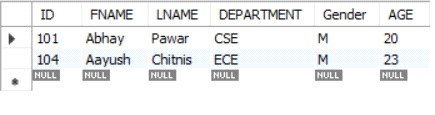 ID FNAME LNAME DEPARTMENT Gender AGE
101 Abhay Pawar CSE M 20
104 Aayush Chitnis ECE M 23
NULL NULL NULL NULL NULL NULL